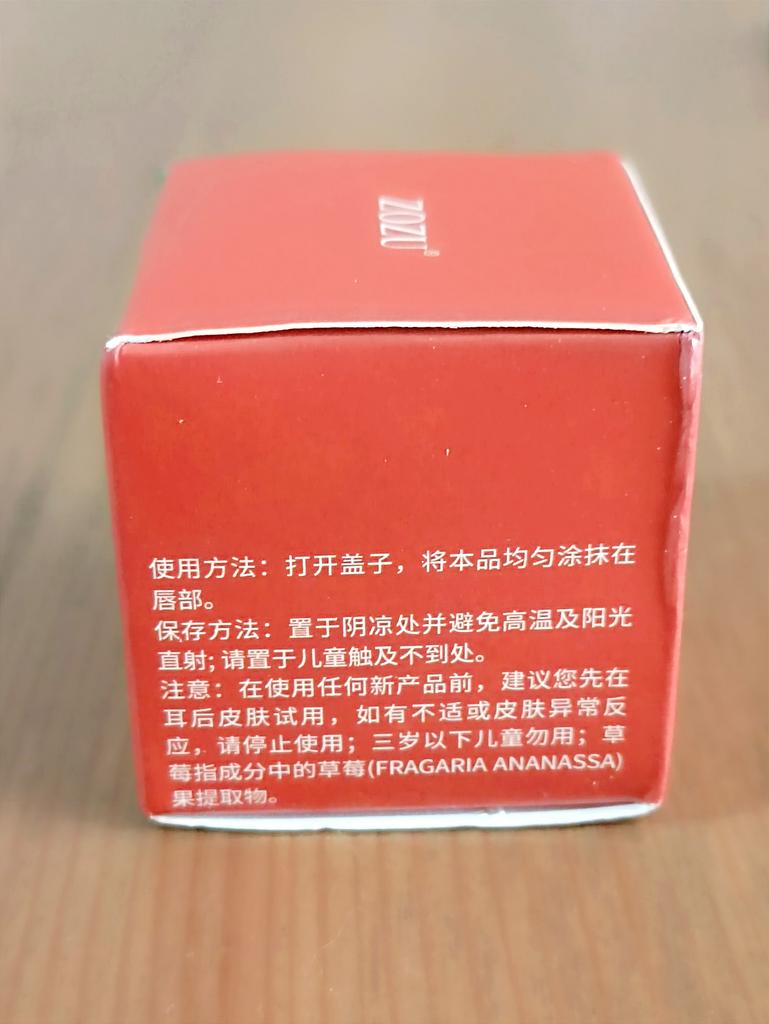 ZOZU®
使用方法：打开盖子，将本品均匀涂抹在
唇部。
保存方法：置于阴凉处并避免高温及阳光
直射; 请置于儿童触及不到处。
注意：在使用任何新产品前，建议您先在
耳后皮肤试用，如有不适或皮肤异常反
应，请停止使用；三岁以下儿童勿用；草
莓指成分中的草莓(FRAGARIA ANANASSA)
果提取物。